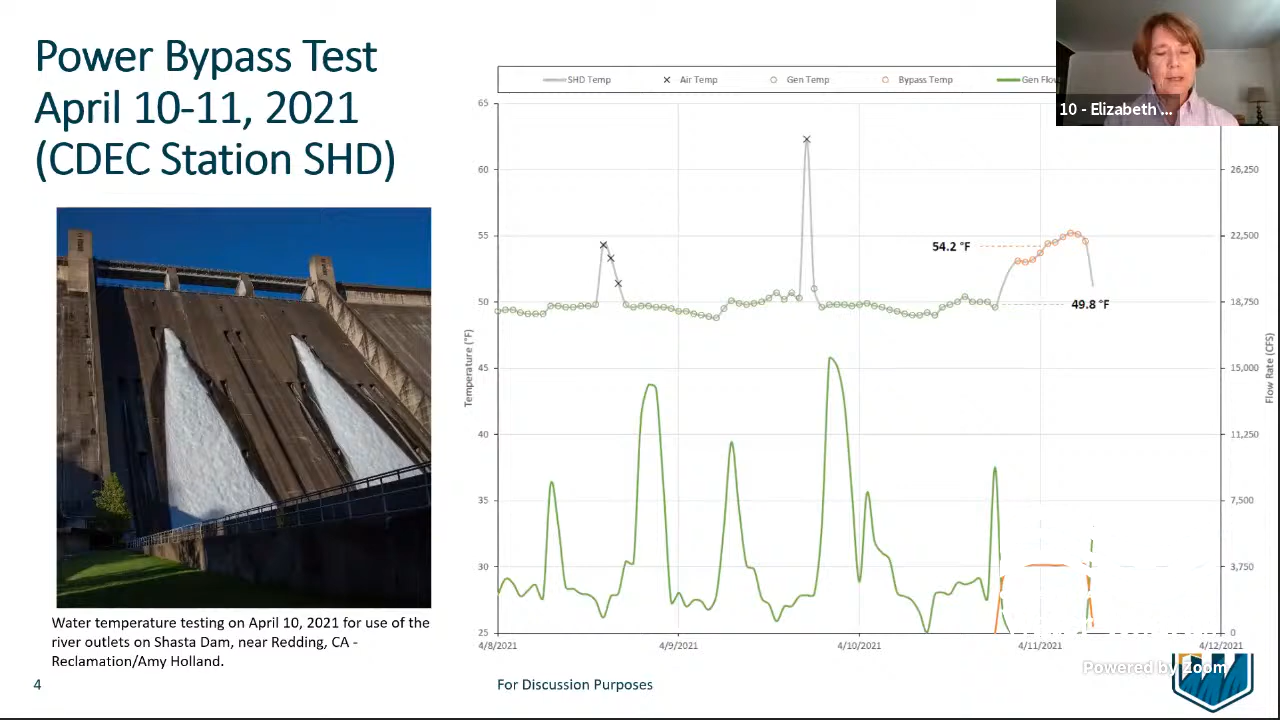 Power Bypass Test
April 10-11, 2021
(CDEC Station SHD)
SHD Temp Air Temp Gen Temp Bypass Temp Gen Flow
10 - Elizabeth ...
65
60 26,250
55 22,500
50 18,750
45 15,000
40 11,250
35 7,500
30 3,750
25 0
Temperature (°F)
Flow Rate (CFS)
54.2 °F
49.8 °F
4/8/2021 4/9/2021 4/10/2021 4/11/2021 4/12/2021
Water temperature testing on April 10, 2021 for use of the
river outlets on Shasta Dam, near Redding, CA -
Reclamation/Amy Holland.
Powered by Zoom
4 For Discussion Purposes